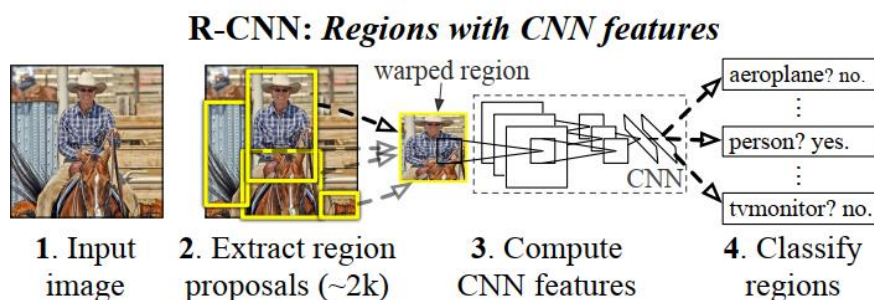 R-CNN: Regions with CNN features
warped region
aeroplane? no.
person? yes.
CNN
tvmonitor? no.
1. Input
image
2. Extract region
proposals (~2k)
3. Compute
CNN features
4. Classify
regions